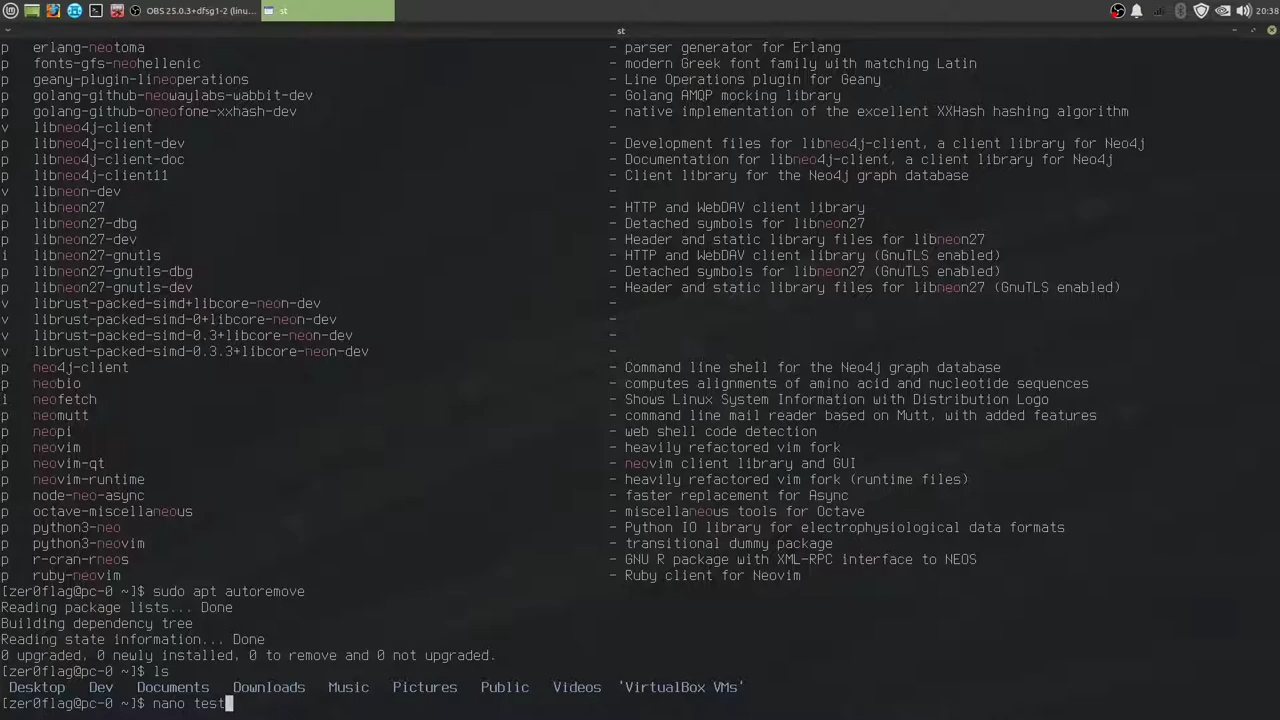 OBS 25.0.3+dfsg1-2 (linu... st 20:38
st
p erlang-neotoma - parser generator for Erlang
p fonts-gfs-neohellenic - modern Greek font family with matching Latin
p geany-plugin-lineoperations - Line Operations plugin for Geany
p golang-github-neowaylabs-wabbit-dev - Golang AMQP mocking library
p golang-github-oneofone-xxhash-dev - native implementation of the excellent XXHash hashing algorithm
v libneo4j-client -
p libneo4j-client-dev - Development files for libneo4j-client, a client library for Neo4j
p libneo4j-client-doc - Documentation for libneo4j-client, a client library for Neo4j
p libneo4j-client11 - Client library for the Neo4j graph database
v libneon-dev -
p libneon27 - HTTP and WebDAV client library
p libneon27-dbg - Detached symbols for libneon27
p libneon27-dev - Header and static library files for libneon27
i libneon27-gnutls - HTTP and WebDAV client library (GnuTLS enabled)
p libneon27-gnutls-dbg - Detached symbols for libneon27 (GnuTLS enabled)
p libneon27-gnutls-dev - Header and static library files for libneon27 (GnuTLS enabled)
v librust-packed-simd+libcore-neon-dev -
v librust-packed-simd-0+libcore-neon-dev -
v librust-packed-simd-0.3+libcore-neon-dev -
v librust-packed-simd-0.3.3+libcore-neon-dev -
p neo4j-client - Command line shell for the Neo4j graph database
p neobio - computes alignments of amino acid and nucleotide sequences
i neofetch - Shows Linux System Information with Distribution Logo
p neomutt - command line mail reader based on Mutt, with added features
p neopi - web shell code detection
p neovim - heavily refactored vim fork
p neovim-qt - neovim client library and GUI
p neovim-runtime - heavily refactored vim fork (runtime files)
p node-neo-async - faster replacement for Async
p octave-miscellaneous - miscellaneous tools for Octave
p python3-neo - Python IO library for electrophysiological data formats
p python3-neovim - transitional dummy package
p r-cran-rneos - GNU R package with XML-RPC interface to NEOS
p ruby-neovim - Ruby client for Neovim
[zer0flag@pc-0 ~]$ sudo apt autoremove
Reading package lists... Done
Building dependency tree
Reading state information... Done
0 upgraded, 0 newly installed, 0 to remove and 0 not upgraded.
[zer0flag@pc-0 ~]$ ls
Desktop Dev Documents Downloads Music Pictures Public Videos 'VirtualBox VMs'
[zer0flag@pc-0 ~]$ nano test